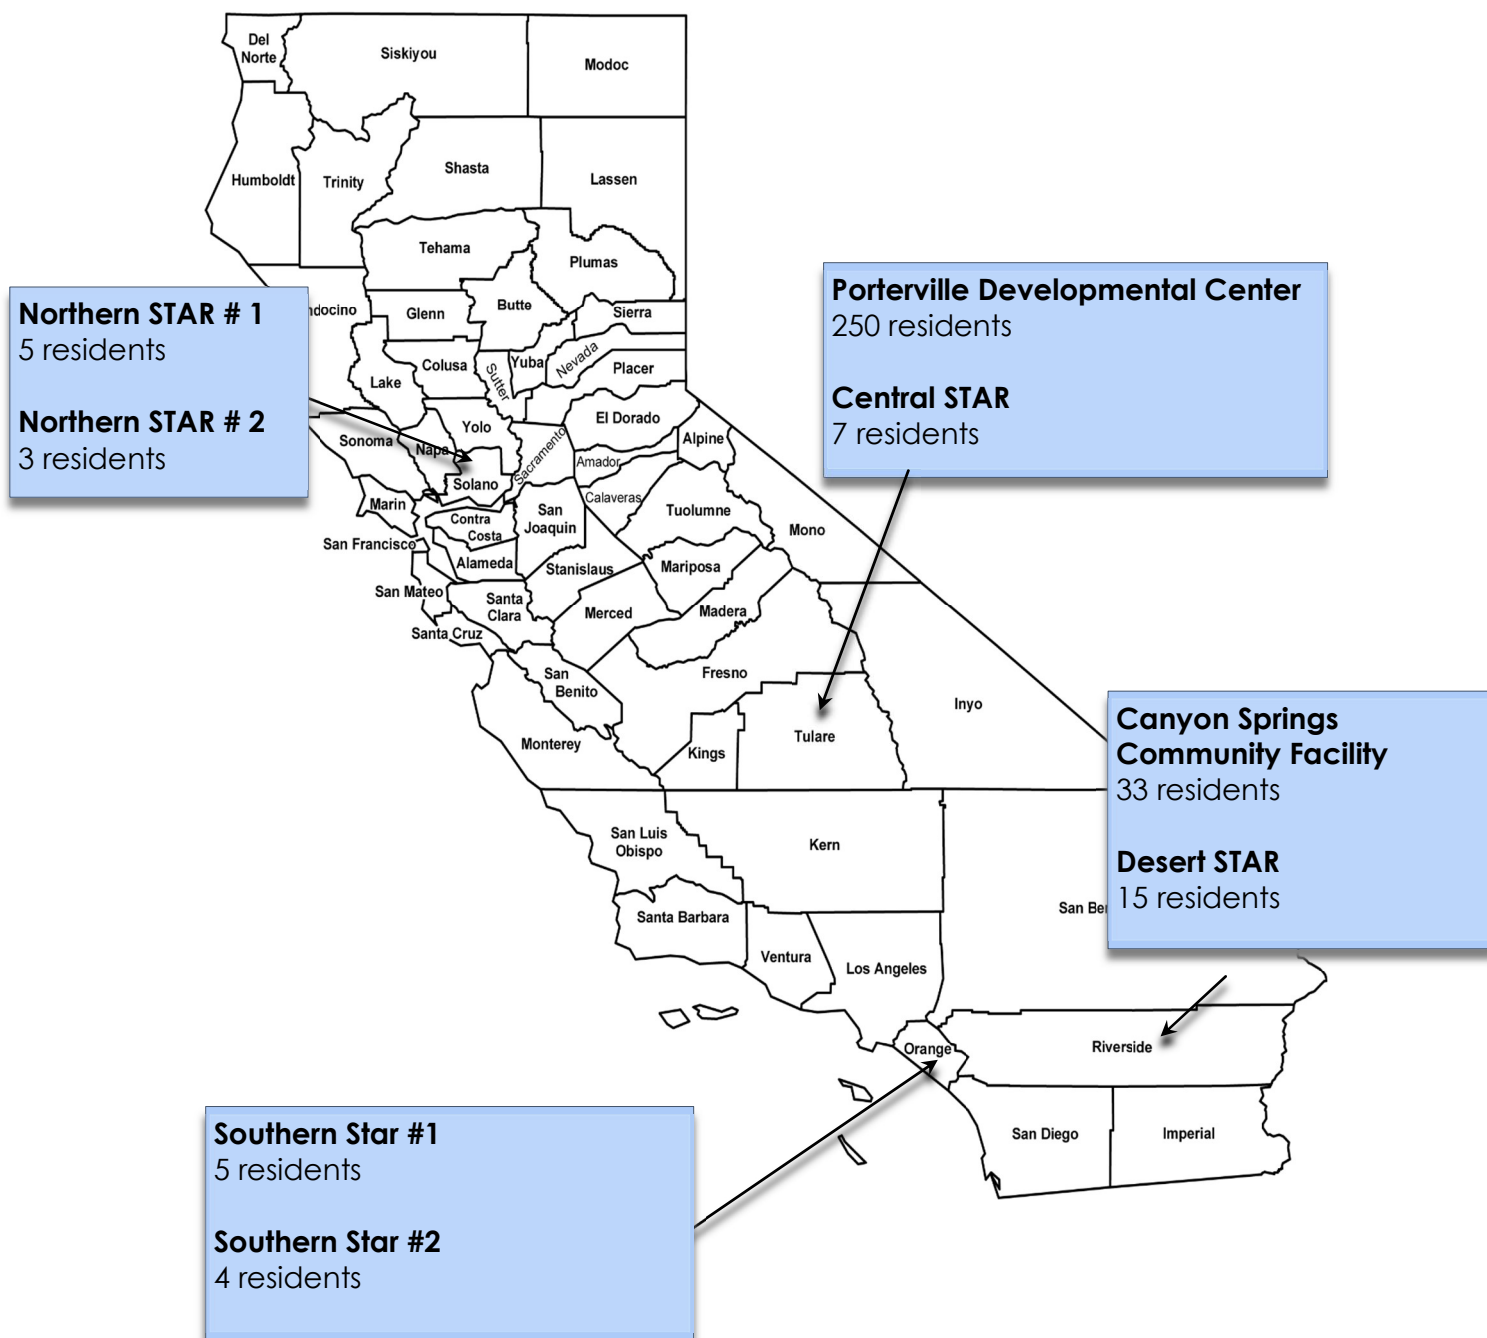 Del
Norte
Siskiyou
Modoc
Humboldt
Trinity
Shasta
Lassen
Tehama
Plumas
Northern STAR # 1
5 residents
Northern STAR # 2
3 residents
ndocino
Glenn
Butte
Sierra
Porterville Developmental Center
250 residents
Central STAR
7 residents
Lake
Colusa
Sutter
Yuba
Nevada
Placer
Sonoma
Napa
Yolo
Sacramento
El Dorado
Alpine
Amador
Solano
Calaveras
Marin
Contra
Costa
San
Joaquin
Tuolumne
Mono
San Francisco
Alameda
Stanislaus
Mariposa
San Mateo
Santa
Clara
Merced
Madera
Santa Cruz
San
Benito
Fresno
Inyo
Monterey
Kings
Tulare
Canyon Springs
Community Facility
33 residents
Desert STAR
15 residents
San Luis
Obispo
Kern
Santa Barbara
Ventura
Los Angeles
San Ber
Orange
Riverside
San Diego
Imperial
Southern Star #1
5 residents
Southern Star #2
4 residents